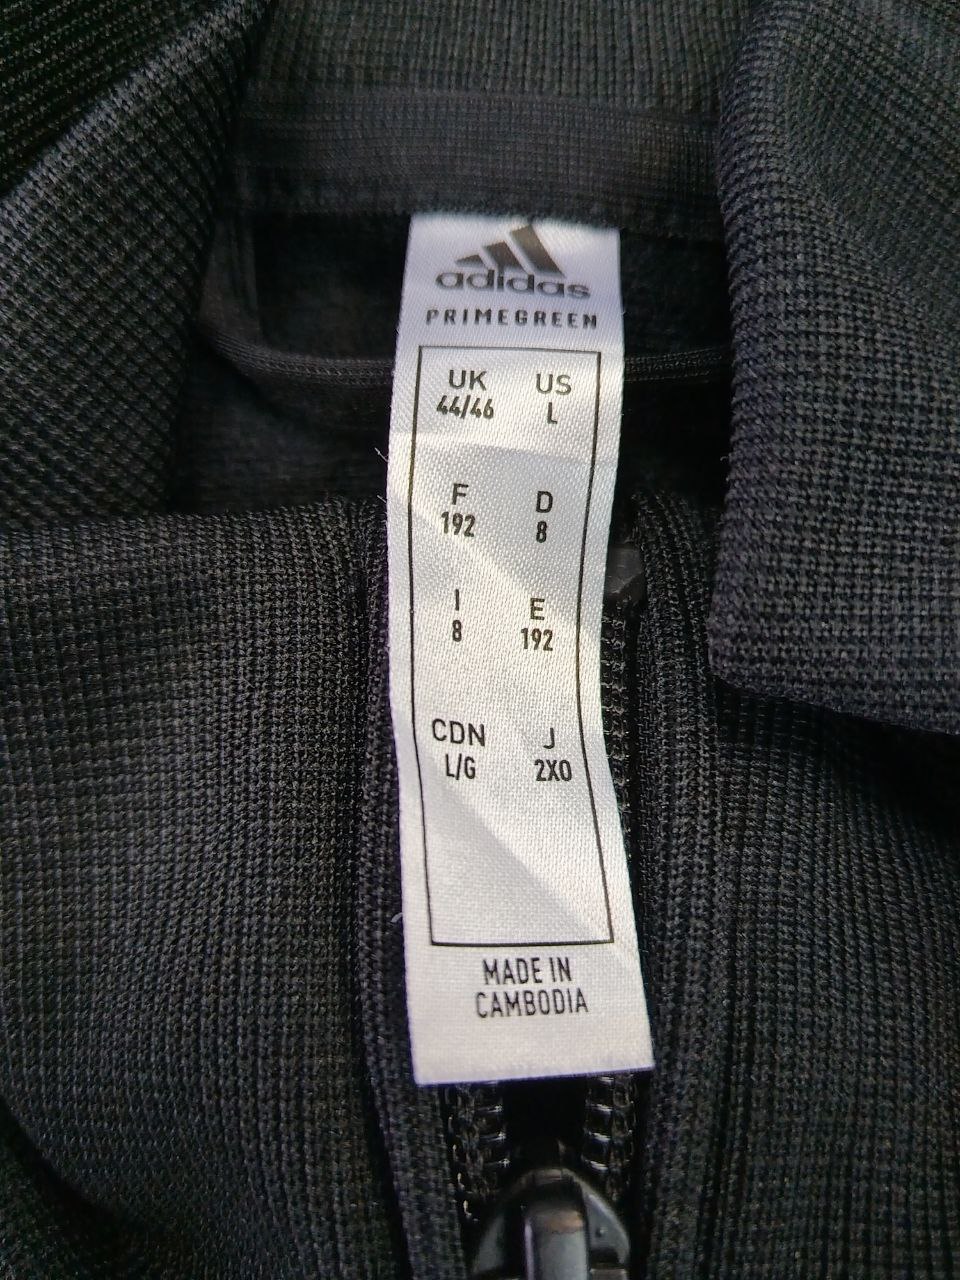 adidas
PRIMEGREEN
UK US
44/46 L
F D
192 8
I E
8 192
CDN J
L/G 2XO
MADE IN
CAMBODIA